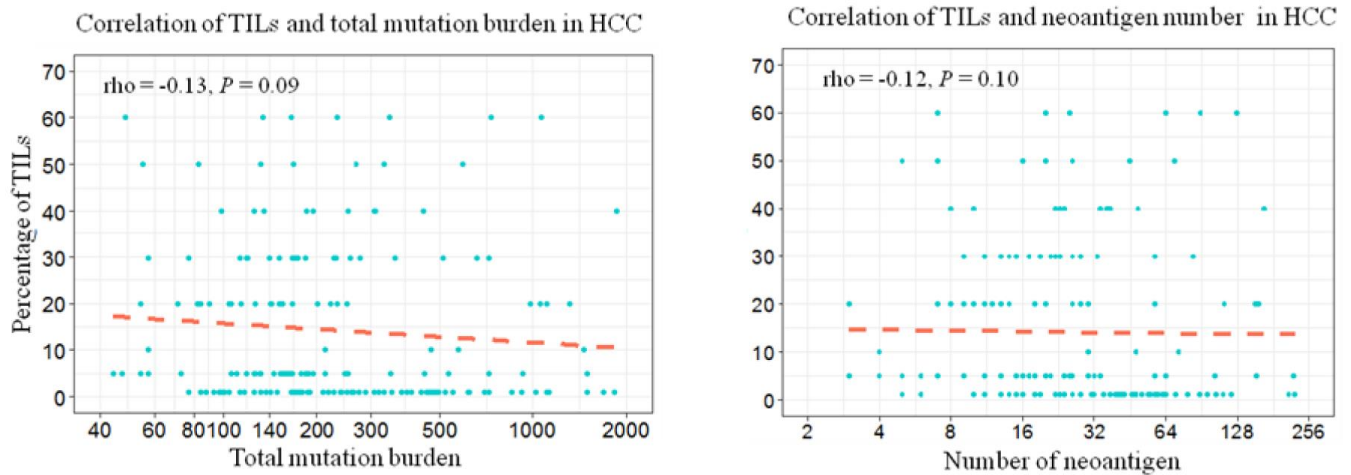 Correlation of TILs and total mutation burden in HCC
rho = -0.13, P = 0.09
Percentage of TILs
70
60
50
40
30
20
10
0
40 60 80 100 140 200 300 500 1000 2000
Total mutation burden
Correlation of TILs and neoantigen number in HCC
rho = -0.12, P = 0.10
70
60
50
40
30
20
10
0
2 4 8 16 32 64 128 256
Number of neoantigen